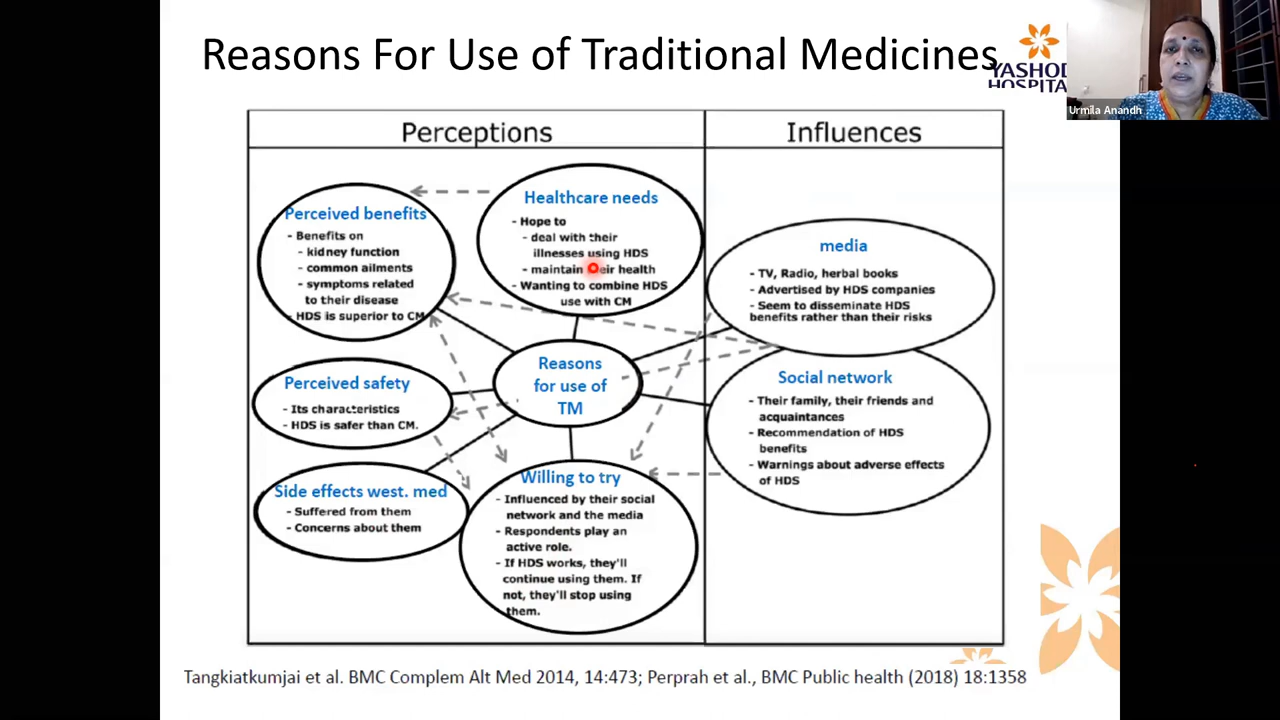 Reasons For Use of Traditional Medicines
YASHOD
HOSPITA
Urmila Anandh
Perceptions
Influences
Perceived benefits
- Benefits on
- kidney function
- common ailments
- symptoms related
to their disease
- HDS is superior to CM
Healthcare needs
- Hope to
- deal with their
illnesses using HDS
- maintain their health
- Wanting to combine HDS
use with CM
media
- TV, Radio, herbal books
- Advertised by HDS companies
- Seem to disseminate HDS
benefits rather than their risks
Reasons
for use of
TM
Perceived safety
- Its characteristics
- HDS is safer than CM.
Social network
- Their family, their friends and
acquaintances
- Recommendation of HDS
benefits
- Warnings about adverse effects
of HDS
Side effects west. med
- Suffered from them
- Concerns about them
Willing to try
- Influenced by their social
network and the media
- Respondents play an
active role.
- If HDS works, they'll
continue using them. If
not, they'll stop using
them.
Tangkiatkumjai et al. BMC Complem Alt Med 2014, 14:473; Perprah et al., BMC Public health (2018) 18:1358